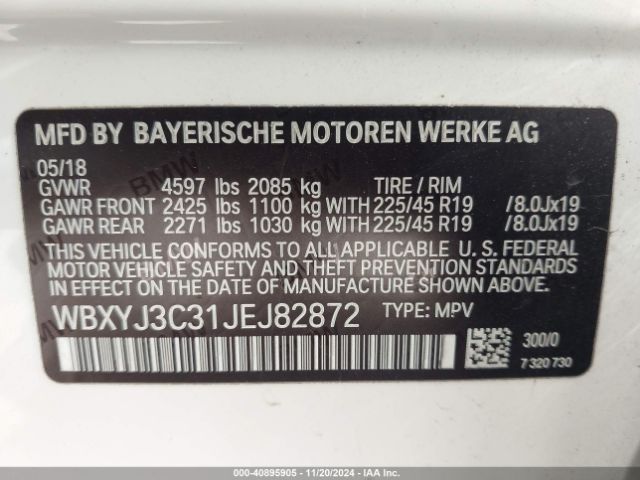 MFD BY BAYERISCHE MOTOREN WERKE AG
05/18
GVWR 4597 lbs 2085 kg TIRE / RIM
GAWR FRONT 2425 lbs 1100 kg WITH 225/45 R19 /8.0Jx19
GAWR REAR 2271 lbs 1030 kg WITH 225/45 R19 /8.0Jx19
THIS VEHICLE CONFORMS TO ALL APPLICABLE U.S. FEDERAL
MOTOR VEHICLE SAFETY AND THEFT PREVENTION STANDARDS
IN EFFECT ON THE DATE OF MANUFACTURE SHOWN ABOVE.
WBXYJ3C31JEJ82872 TYPE: MPV
300/0
7 320 730
000-40895905 - 11/20/2024 - IAA Inc.